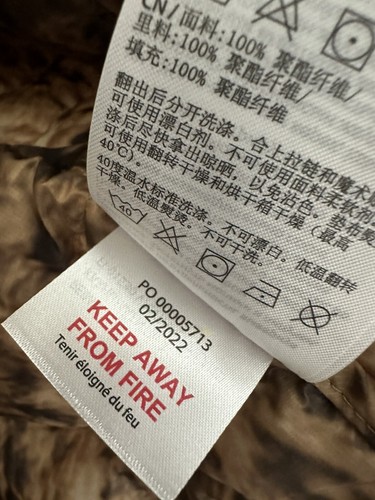 CN/面料:100% 聚酯纤维/
里料:100% 聚酯纤维/
填充:100% 聚酯纤维
翻出后分开洗涤。合上拉链和魔术
可使用漂白剂。不可使用面料柔软
涤后尽快拿出晾晒，以免沾色。
可使用翻转干燥和烘干箱干燥（最高
40℃）。
40度温水标准洗涤。不可漂白。低温翻转
干燥。低温熨烫。不可干洗。
40
PO 00005713
02/2022
KEEP AWAY
FROM FIRE
Tenir éloigné du feu